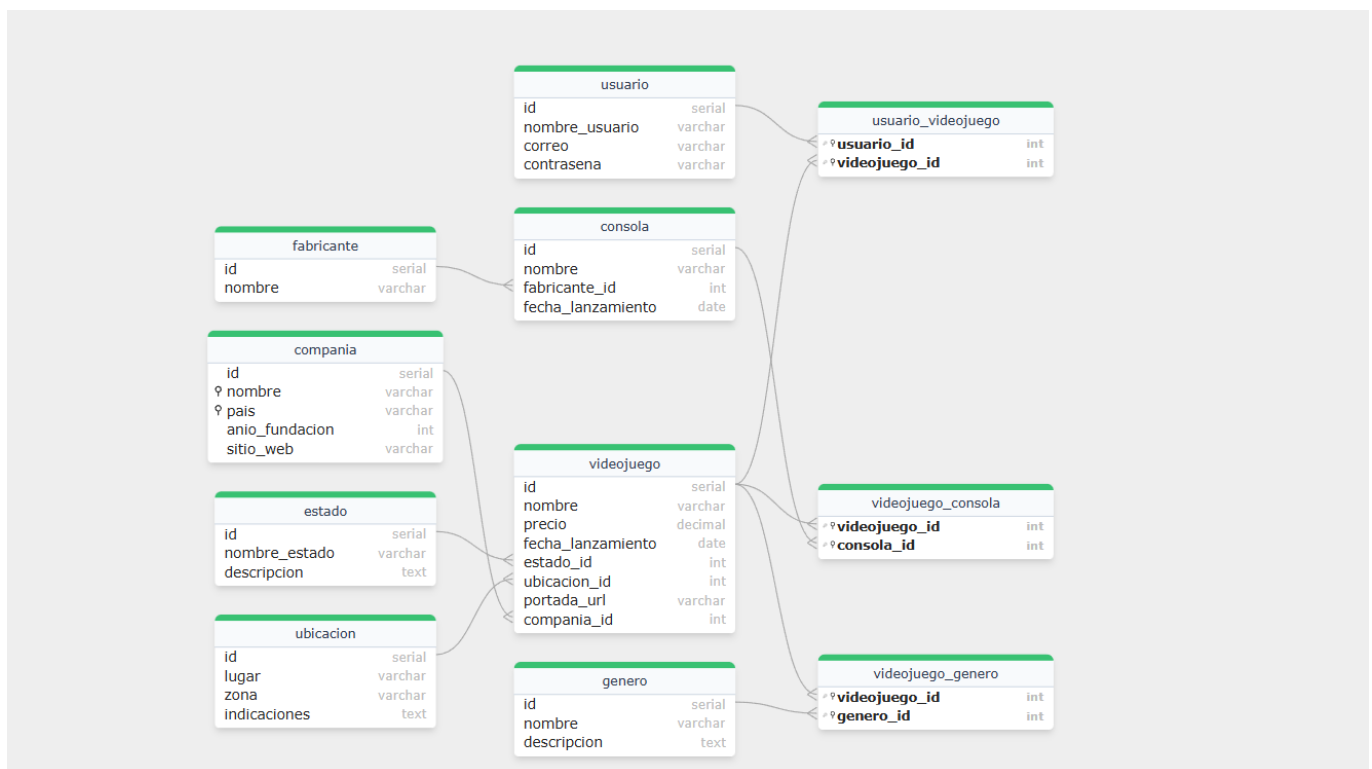 usuario
id serial
nombre_usuario varchar
correo varchar
contrasena varchar
usuario_videojuego
usuario_id int
videojuego_id int
fabricante
id serial
nombre varchar
consola
id serial
nombre varchar
fabricante_id int
fecha_lanzamiento date
compania
id serial
nombre varchar
pais varchar
anio_fundacion int
sitio_web varchar
videojuego
id serial
nombre varchar
precio decimal
fecha_lanzamiento date
estado_id int
ubicacion_id int
portada_url varchar
compania_id int
estado
id serial
nombre_estado varchar
descripcion text
videojuego_consola
videojuego_id int
consola_id int
ubicacion
id serial
lugar varchar
zona varchar
indicaciones text
genero
id serial
nombre varchar
descripcion text
videojuego_genero
videojuego_id int
genero_id int